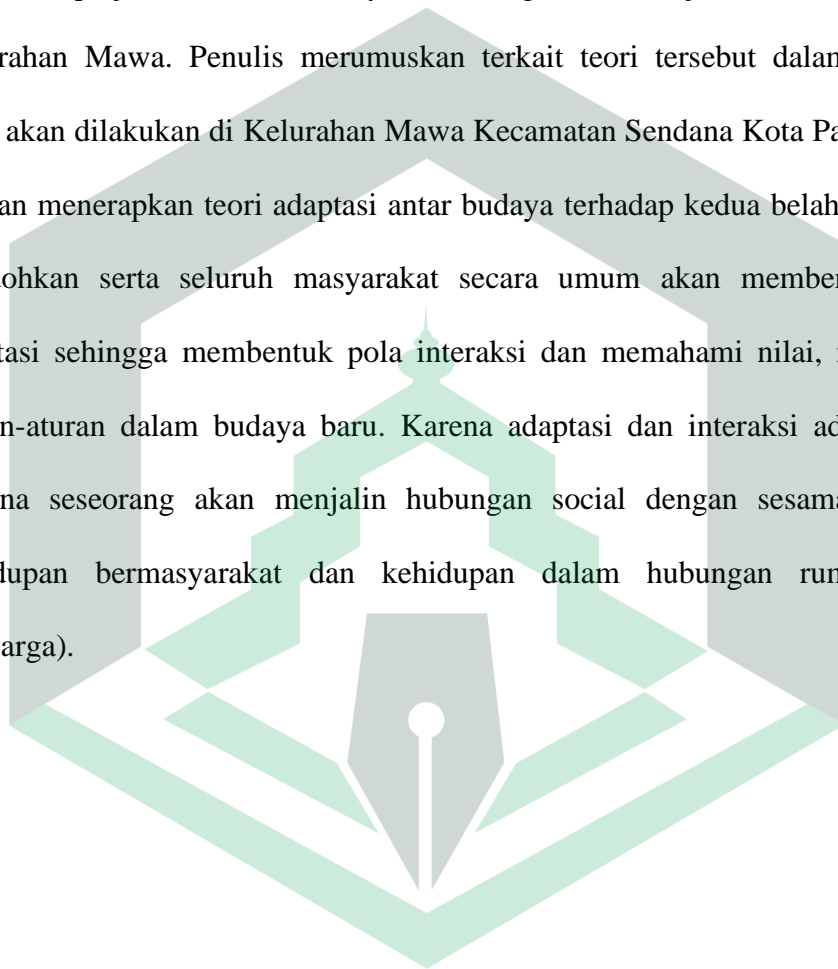 rahan Mawa. Penulis merumuskan terkait teori tersebut dalan
akan dilakukan di Kelurahan Mawa Kecamatan Sendana Kota Pa
an menerapkan teori adaptasi antar budaya terhadap kedua belah
ohkan serta seluruh masyarakat secara umum akan member
tasi sehingga membentuk pola interaksi dan memahami nilai,
n-aturan dalam budaya baru. Karena adaptasi dan interaksi ad
na seseorang akan menjalin hubungan social dengan sesama
dupan bermasyarakat dan kehidupan dalam hubungan run
arga).